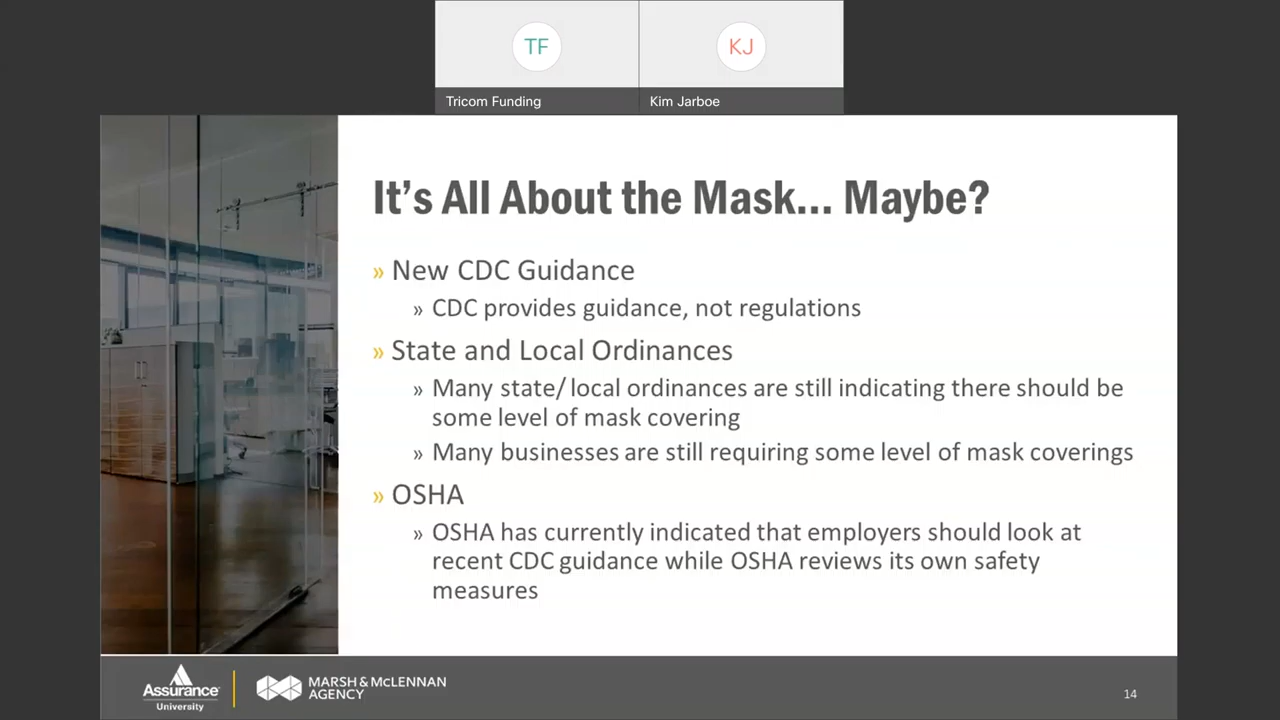 TF
KJ
Tricom Funding
Kim Jarboe
It's All About the Mask... Maybe?
» New CDC Guidance
» CDC provides guidance, not regulations
» State and Local Ordinances
» Many state/ local ordinances are still indicating there should be
some level of mask covering
» Many businesses are still requiring some level of mask coverings
» OSHA
» OSHA has currently indicated that employers should look at
recent CDC guidance while OSHA reviews its own safety
measures
Assurance
University
MARSH & McLENNAN
AGENCY
14